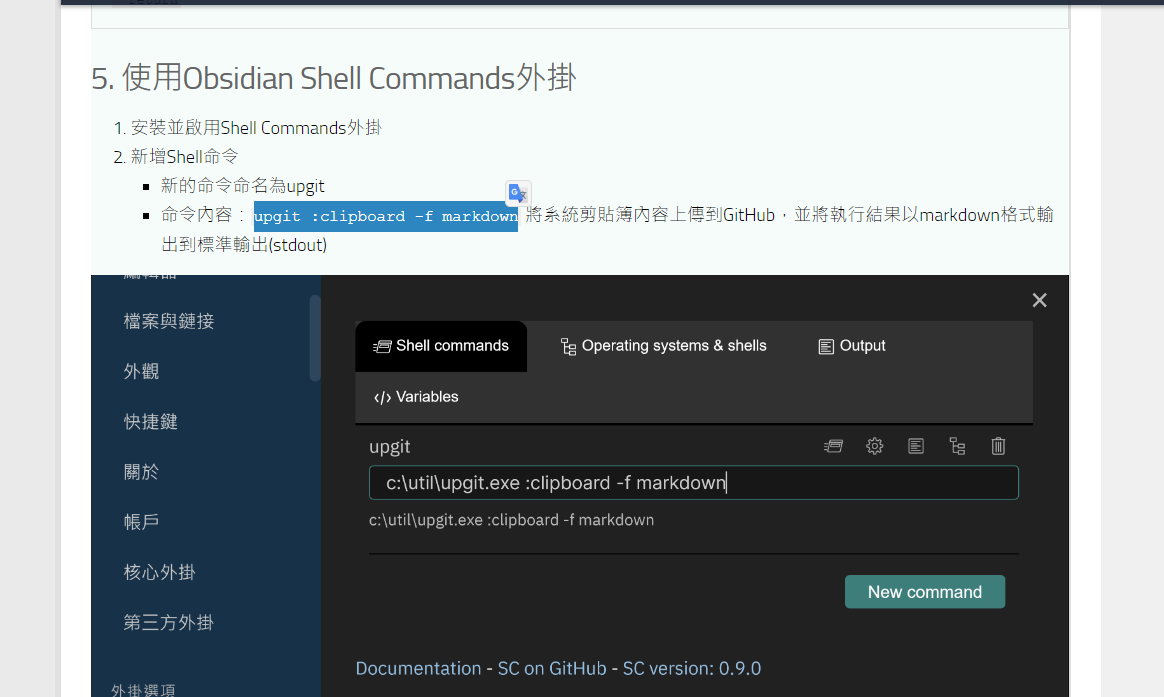 5. 使用Obsidian Shell Commands外掛
1. 安裝並啟用Shell Commands外掛
2. 新增Shell命令
新的命令命名為upgit
命令內容：upgit :clipboard -f markdown 將系統剪貼簿內容上傳到GitHub，並將執行結果以markdown格式輸
出到標準輸出(stdout)
編輯器
檔案與鏈接
外觀
快捷鍵
關於
帳戶
核心外掛
第三方外掛
外掛選項
Shell commands
Operating systems & shells
Output
</> Variables
upgit
c:\util\upgit.exe :clipboard -f markdown
c:\util\upgit.exe :clipboard -f markdown
New command
Documentation - SC on GitHub - SC version: 0.9.0